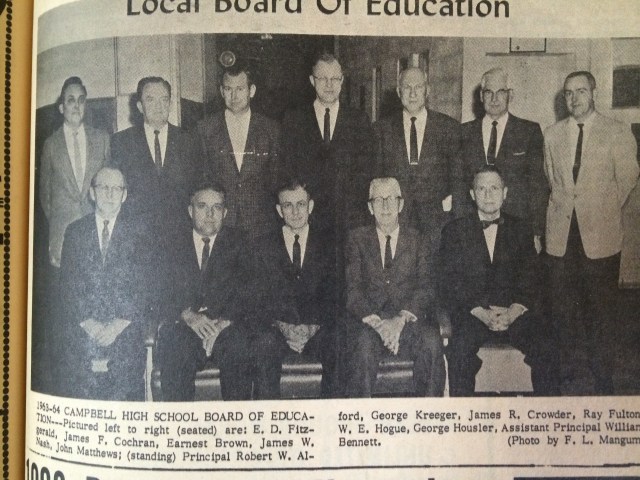 Local Board Of Education
1963-64 CAMPBELL HIGH SCHOOL BOARD OF EDUCA-
TION---Pictured left to right (seated) are: E. D. Fitz-
gerald, James F. Cochran, Earnest Brown, James W.
Nash, John Matthews; (standing) Principal Robert W. Al-
ford, George Kreeger, James R. Crowder, Ray Fulton
W. E. Hogue, George Housler, Assistant Principal William
Bennett. (Photo by F. L. Mangum